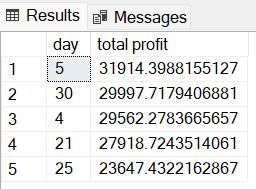 Results Messages
day total profit
1 5 31914.3988155127
2 30 29997.7179406881
3 4 29562.2783665657
4 21 27918.7243514061
5 25 23647.4322162867